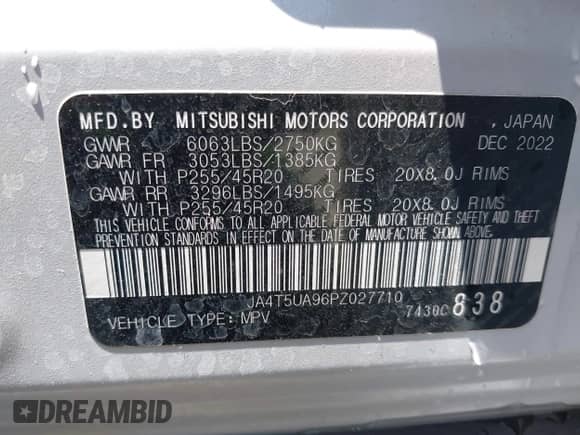 MFD.BY MITSUBISHI MOTORS CORPORATION , JAPAN
GVWR 6063LBS/2750KG DEC 2022
GAWR FR 3053LBS/1385KG
WITH P255/45R20 TIRES 20X8.0J RIMS
GAWR RR 3296LBS/1495KG
WITH P255/45R20 TIRES 20X8.0J RIMS
THIS VEHICLE CONFORMS TO ALL APPLICABLE FEDERAL MOTOR VEHICLE SAFETY AND THEFT
PREVENTION STANDARDS IN EFFECT ON THE DATE OF MANUFACTURE SHOWN ABOVE.
JA4T5UA96PZ027710 7430C 838
VEHICLE TYPE: MPV
DREAMBID